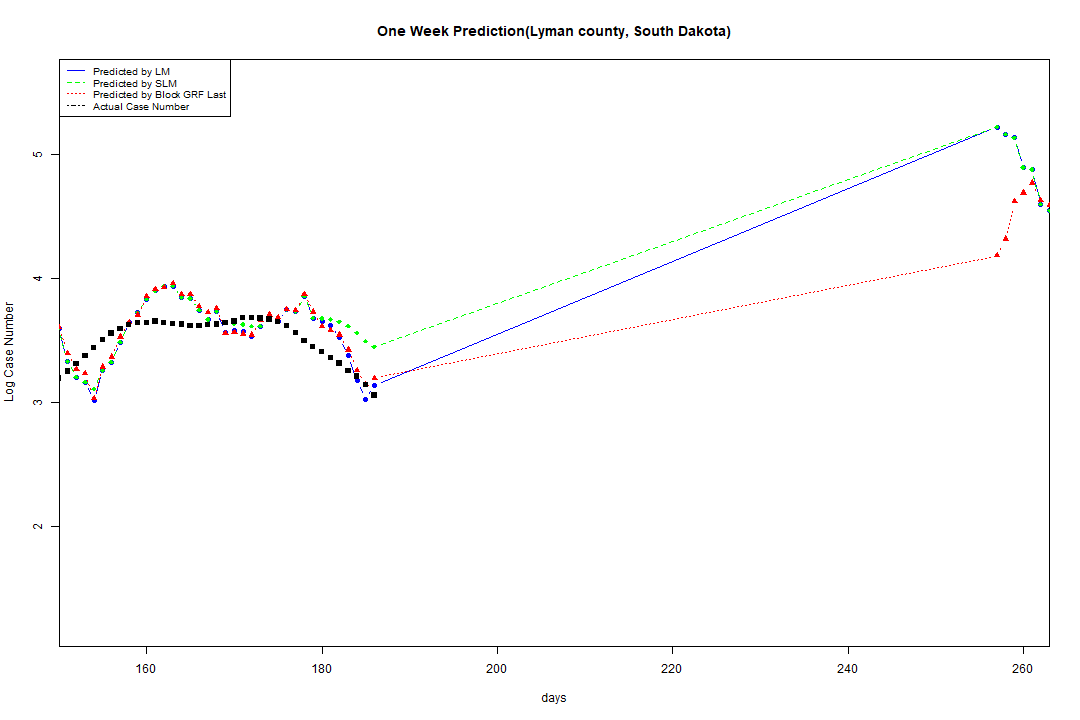 One Week Prediction(Lyman county, South Dakota)
Predicted by LM
Predicted by SLM
Predicted by Block GRF Last
Actual Case Number
5
4
3
2
Log Case Number
160 180 200 220 240 260
days